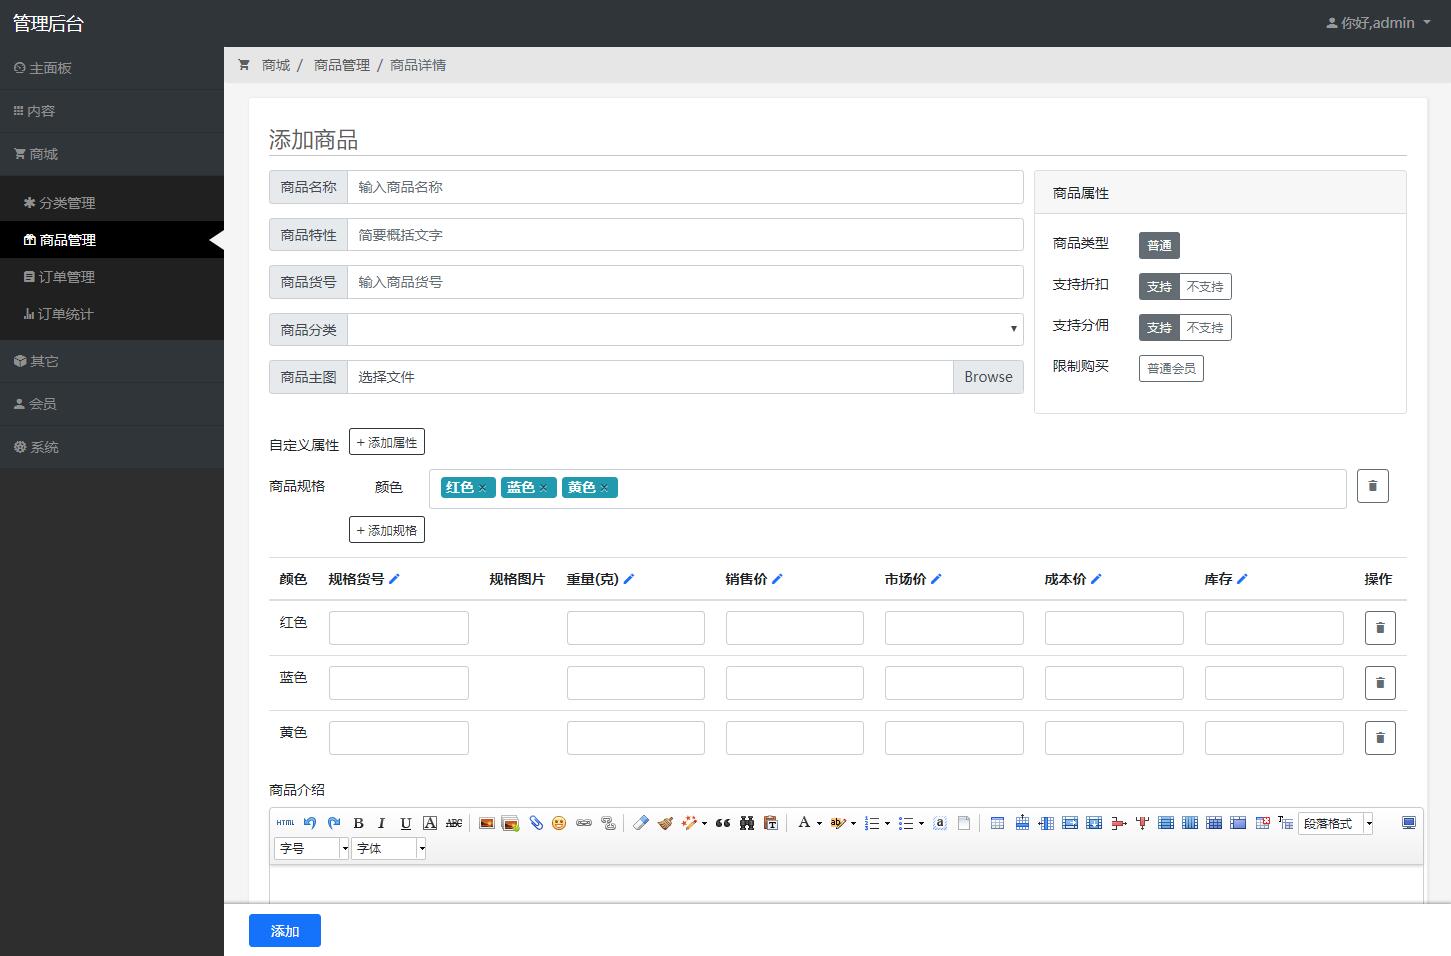 管理后台
你好,admin
主面板
内容
商城
分类管理
商品管理
订单管理
订单统计
其它
会员
系统
商城 / 商品管理 / 商品详情
添加商品
商品名称 输入商品名称
商品特性 简要概括文字
商品货号 输入商品货号
商品分类
商品主图 选择文件 Browse
商品属性
商品类型 普通
支持折扣 支持 不支持
支持分佣 支持 不支持
限制购买 普通会员
自定义属性 + 添加属性
商品规格 颜色 红色 × 蓝色 × 黄色 ×
+ 添加规格
颜色 规格货号 规格图片 重量(克) 销售价 市场价 成本价 库存 操作
红色
蓝色
黄色
商品介绍
HTML B I U A ABC A ab a T 段落格式
字号 字体
添加